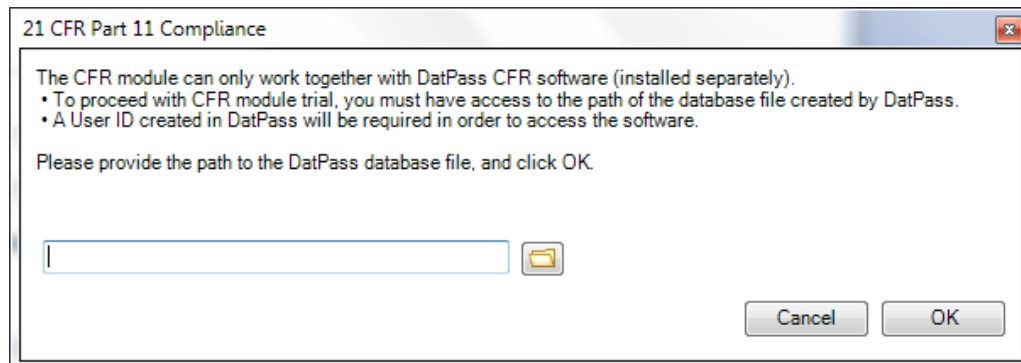 21 CFR Part 11 Compliance
The CFR module can only work together with DatPass CFR software (installed separately).
• To proceed with CFR module trial, you must have access to the path of the database file created by DatPass.
• A User ID created in DatPass will be required in order to access the software.
Please provide the path to the DatPass database file, and click OK.
Cancel OK